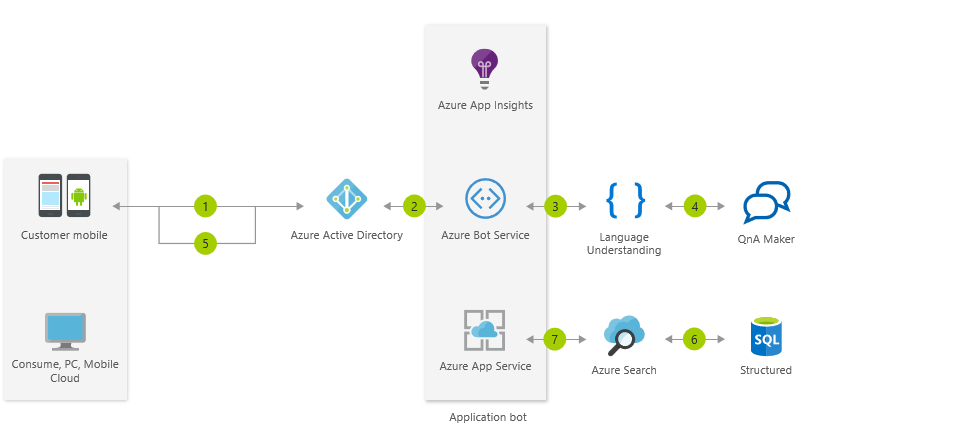 Azure App Insights
1
2
3
4
Customer mobile
Azure Active Directory
Azure Bot Service
Language
Understanding
QnA Maker
5
7
6
SQL
Consume, PC, Mobile
Cloud
Azure App Service
Azure Search
Structured
Application bot